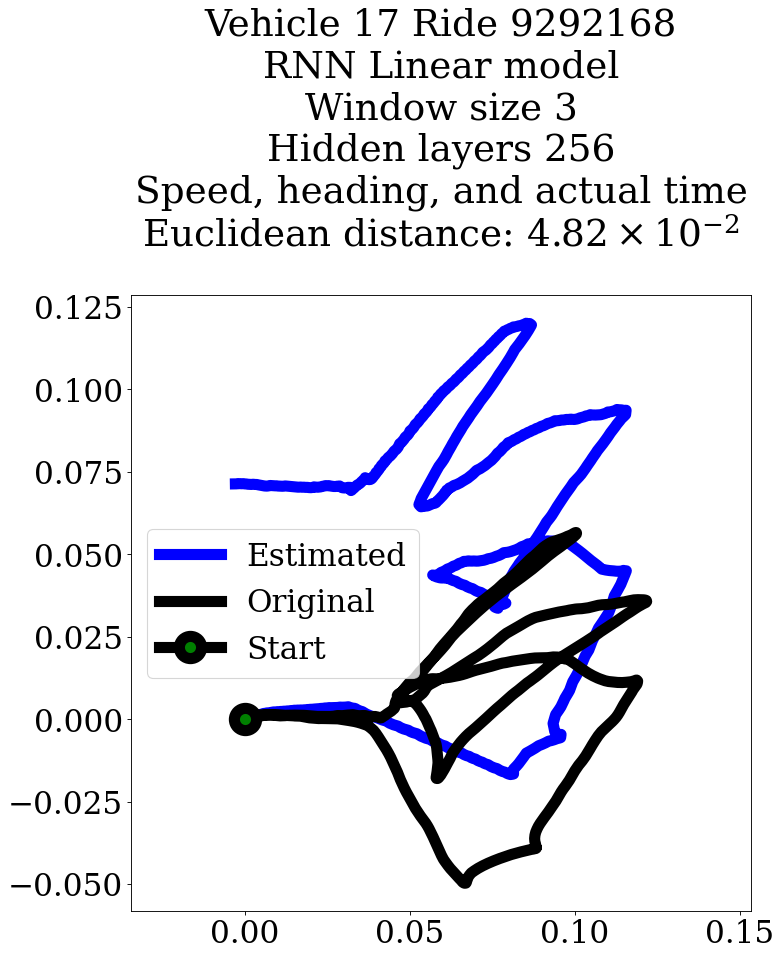 Vehicle 17 Ride 9292168
RNN Linear model
Window size 3
Hidden layers 256
Speed, heading, and actual time
Euclidean distance: 4.82 × 10⁻²
0.125
0.100
0.075
0.050
0.025
0.000
−0.025
−0.050
Estimated
Original
Start
0.00
0.05
0.10
0.15